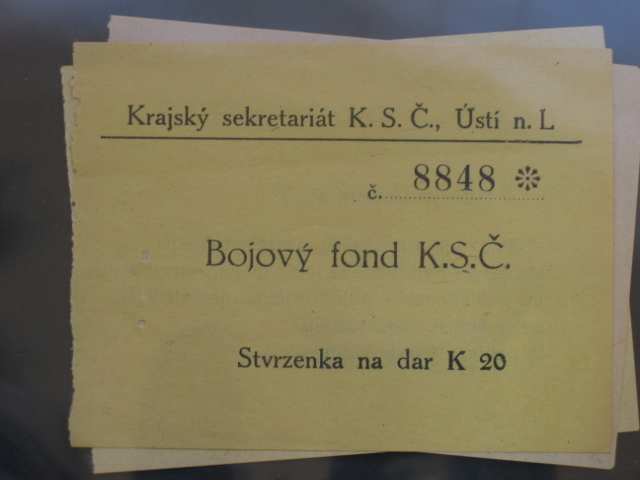 Krajský sekretariát K. S. Č., Ústí n. L
č. 8848 ❊
Bojový fond K.S.Č.
Stvrzenka na dar K 20